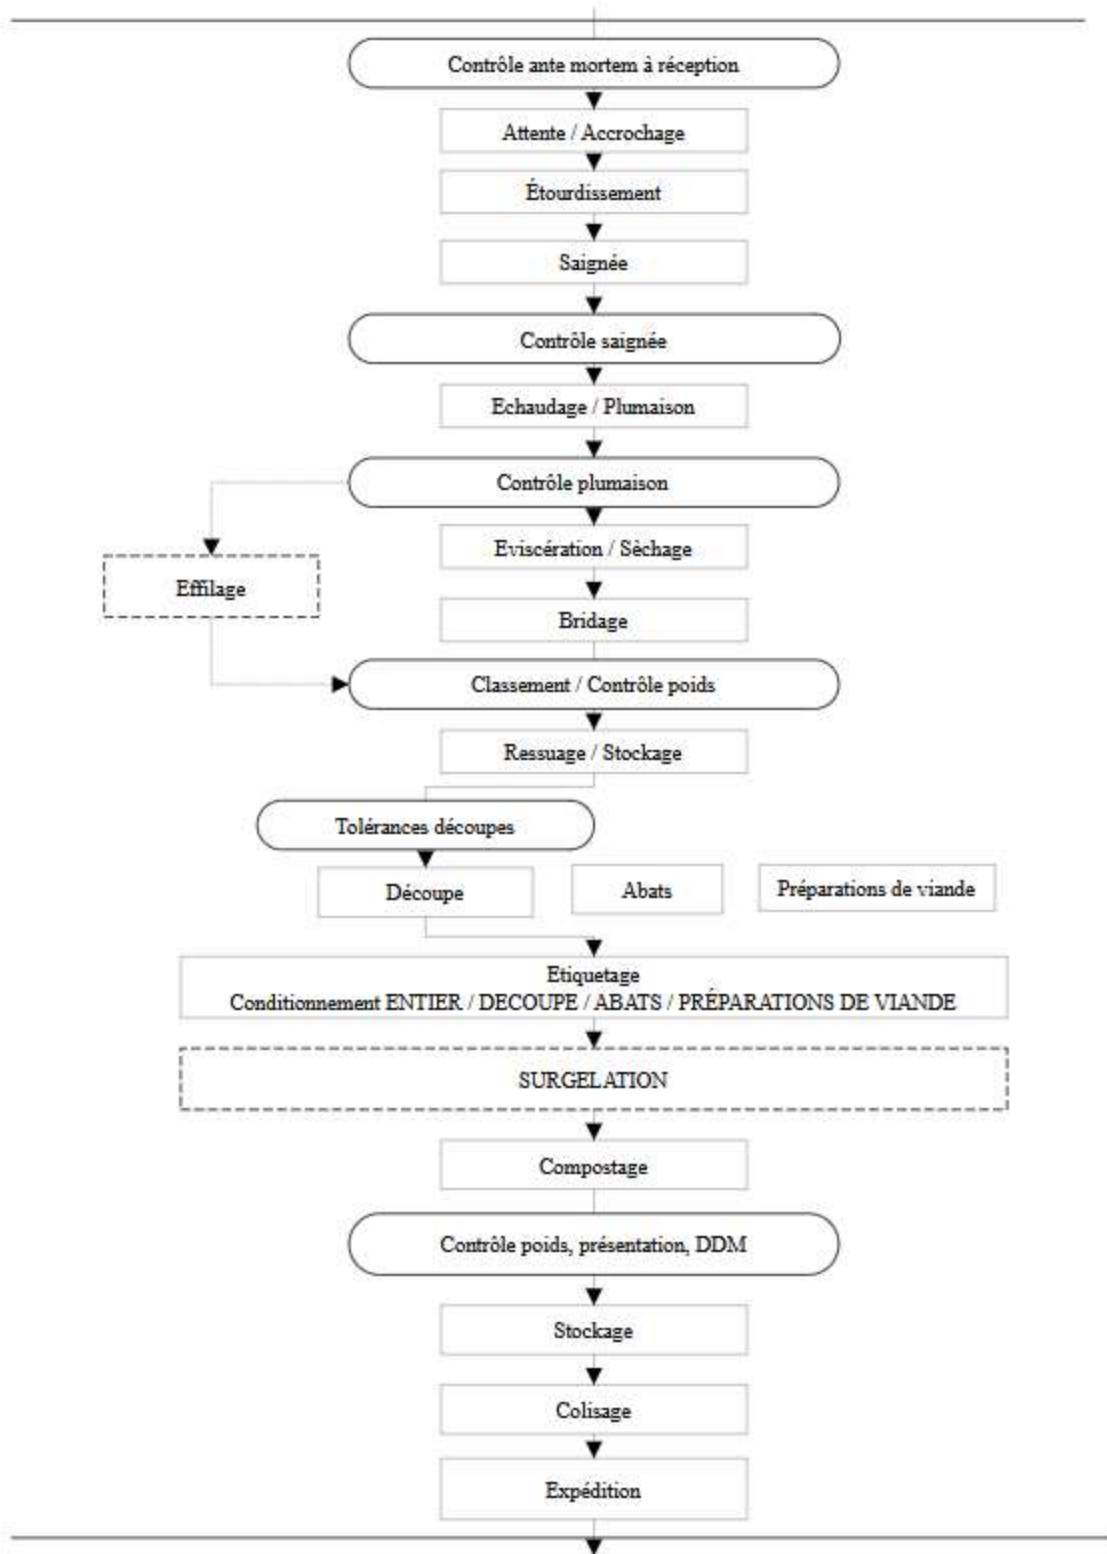 Contrôle ante mortem à réception
Attente / Accrochage
Étourdissement
Saignée
Contrôle saignée
Echaudage / Plumaison
Contrôle plumaison
Eviscération / Sèchage
Effilage
Bridage
Classement / Contrôle poids
Ressuage / Stockage
Tolérances découpes
Découpe
Abats
Préparations de viande
Etiquetage
Conditionnement ENTIER / DECOUPE / ABATS / PRÉPARATIONS DE VIANDE
SURGELATION
Compostage
Contrôle poids, présentation, DDM
Stockage
Colisage
Expédition